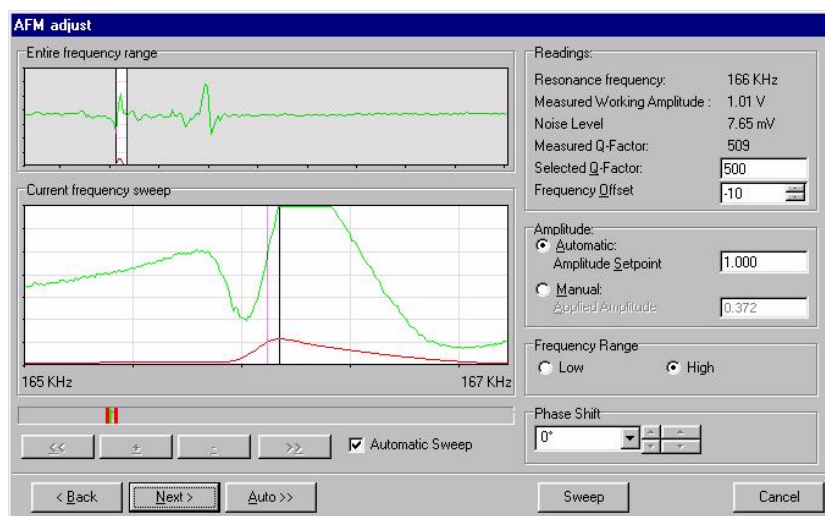 AFM adjust
Entire frequency range
Current frequency sweep
165 KHz
167 KHz
<<
+
-
>>
Automatic Sweep
< Back
Next >
Auto >>
Readings:
Resonance frequency: 166 KHz
Measured Working Amplitude : 1.01 V
Noise Level 7.65 mV
Measured Q-Factor: 509
Selected Q-Factor: 500
Frequency Offset -10
Amplitude:
Automatic:
Amplitude Setpoint 1.000
Manual:
Applied Amplitude 0.372
Frequency Range
Low High
Phase Shift
0°
Sweep
Cancel